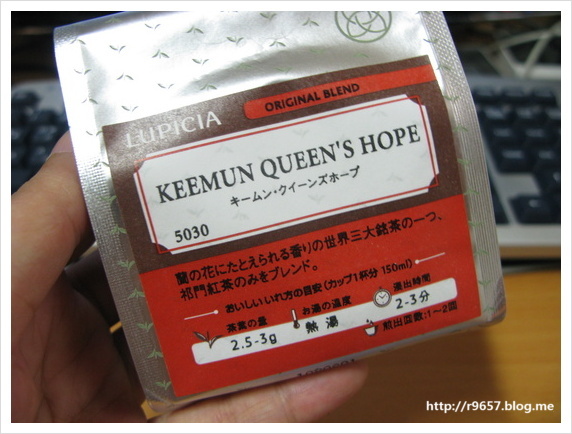 LUPICIA
ORIGINAL BLEND
KEEMUN QUEEN'S HOPE
キームン・クイーンズホープ
5030
蘭の花にたとえられる香りの世界三大銘茶の一つ、
祁門紅茶のみをブレンド。
おいしいいれ方の目安(カップ1杯分 150ml)
茶葉の量
2.5-3g
お湯の温度
熱湯
浸出時間
2-3分
煎出回数:1〜2回
http://r9657.blog.me